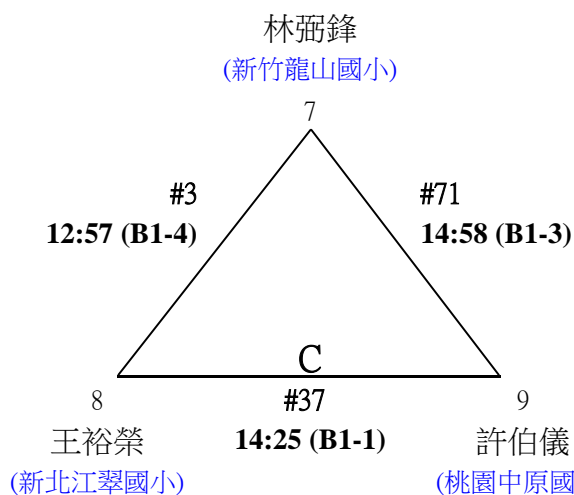 林弼鋒
(新竹龍山國小)
7
#3
#71
12:57 (B1-4)
14:58 (B1-3)
C
8
#37
9
王裕榮
14:25 (B1-1)
許伯儀
(新北江翠國小)
(桃園中原國